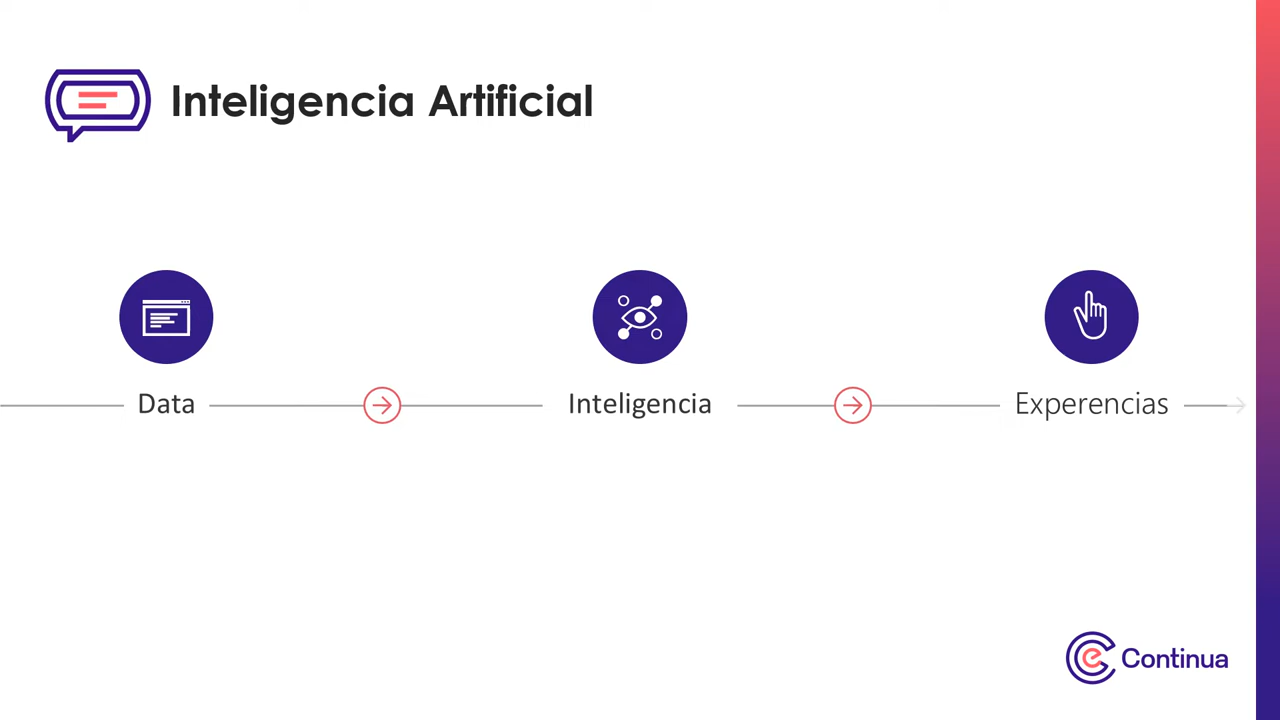 Inteligencia Artificial
Data
Inteligencia
Experencias
Continua